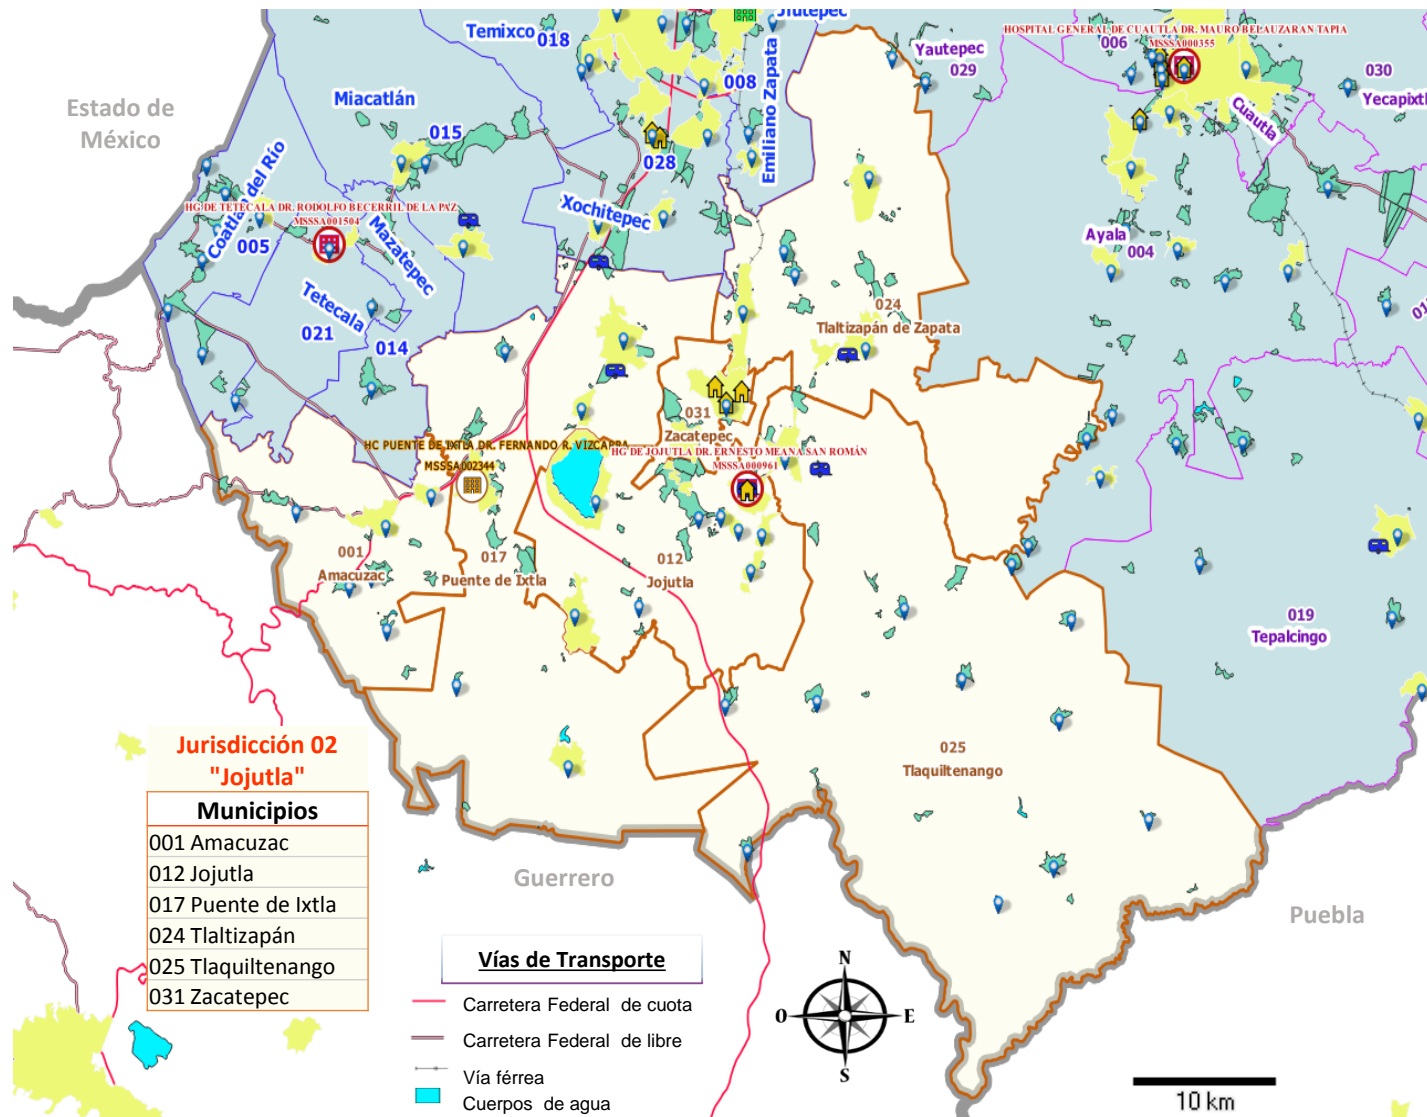 Jiutepec
Temixco
018
HOSPITAL GENERAL DE CUAUTLA DR. MAURO BELAUZARAN TAPIA
MSSSA000355
006
Yautepec
029
030
Yecapixtl
Estado de
México
Miacatlán
008
015
Emiliano Zapata
Cuautla
028
Coatlán del Río
HG DE TETECALA DR. RODOLFO BECERRIL DE LA PAZ
MSSSA001504
Xochitepec
Mazatepec
005
Ayala
004
Tetecala
021
014
024
Tlaltizapán de Zapata
01
031
Zacatepec
HC PUENTE DE IXTLA DR. FERNANDO R. VIZCARRA
MSSSA002344
HG DE JOJUTLA DR. ERNESTO MEANA SAN ROMÁN
MSSSA000961
001
Amacuzac
017
Puente de Ixtla
012
Jojutla
019
Tepalcingo
025
Tlaquiltenango
Jurisdicción 02
"Jojutla"
Municipios
001 Amacuzac
012 Jojutla
017 Puente de Ixtla
024 Tlaltizapán
025 Tlaquiltenango
031 Zacatepec
Guerrero
Puebla
Vías de Transporte
Carretera Federal de cuota
Carretera Federal de libre
Vía férrea
Cuerpos de agua
N
O
E
S
10 km